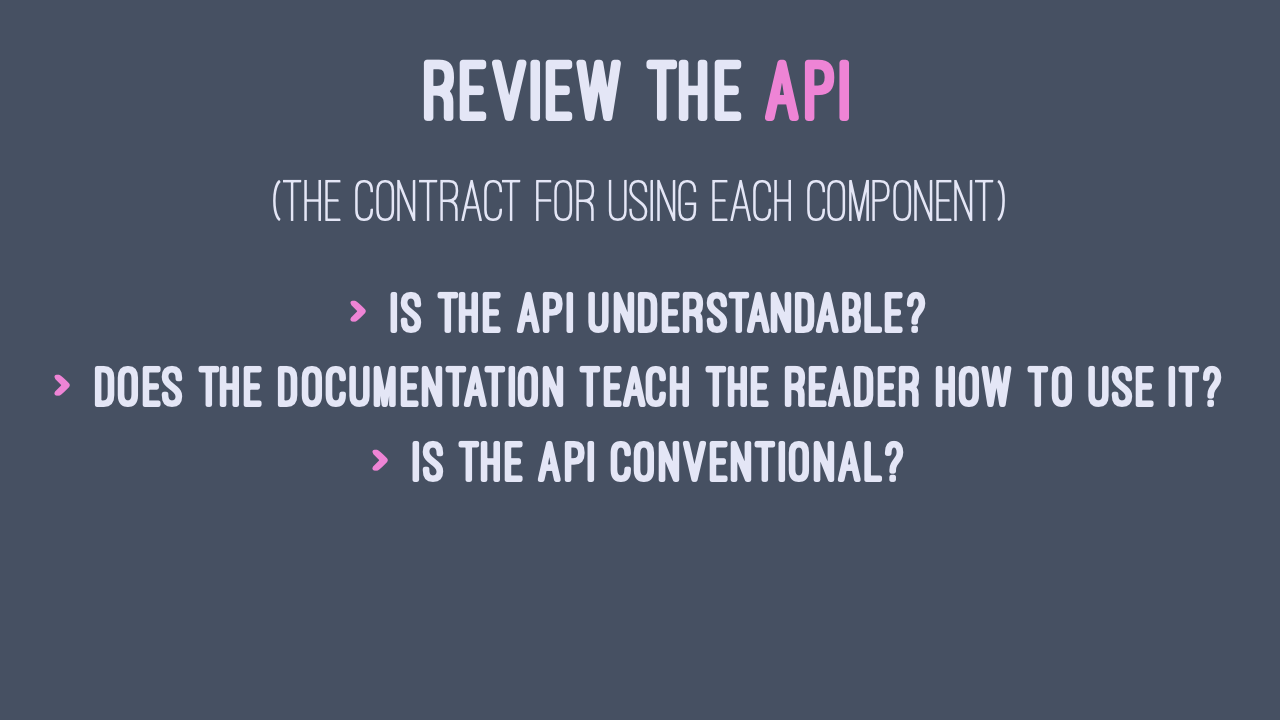 REVIEW THE API
(THE CONTRACT FOR USING EACH COMPONENT)
› IS THE API UNDERSTANDABLE?
› DOES THE DOCUMENTATION TEACH THE READER HOW TO USE IT?
› IS THE API CONVENTIONAL?